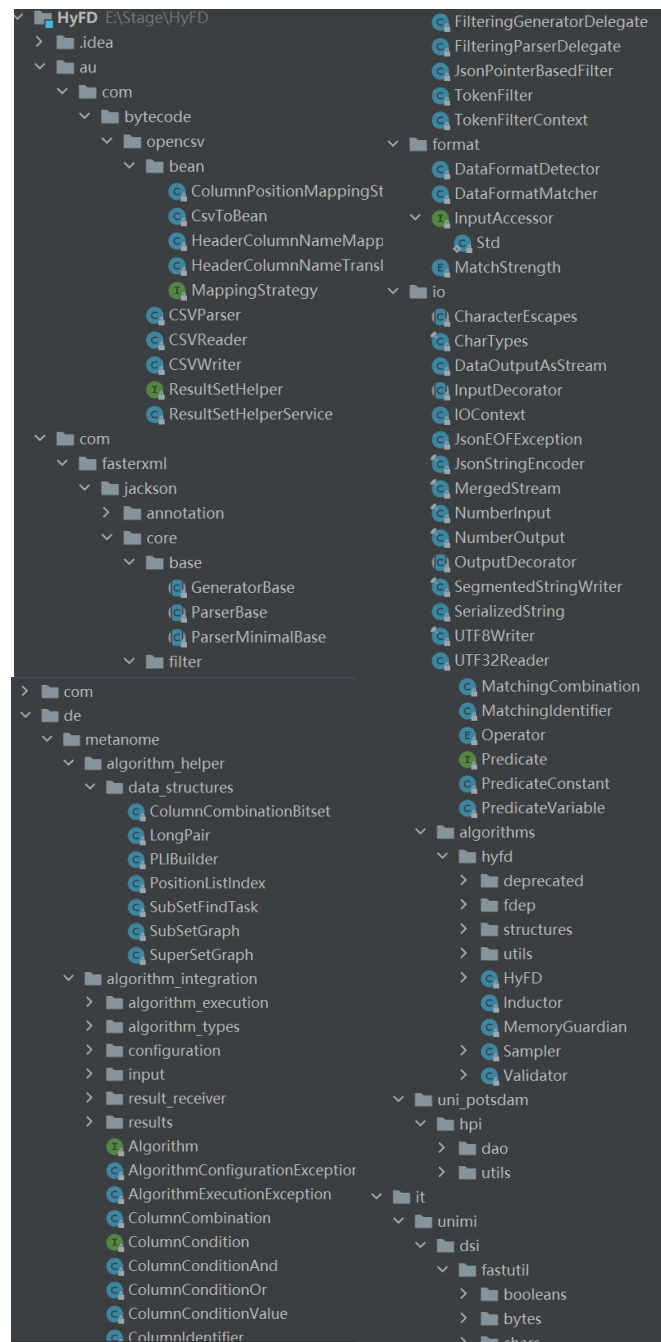 HyFD E:\Stage\HyFD
.idea
au
com
bytecode
opencsv
bean
ColumnPositionMappingSt
CsvToBean
HeaderColumnNameMapp
HeaderColumnNameTransl
MappingStrategy
CSVParser
CSVReader
CSVWriter
ResultSetHelper
ResultSetHelperService
com
fasterxml
jackson
annotation
core
base
GeneratorBase
ParserBase
ParserMinimalBase
filter
FilteringGeneratorDelegate
FilteringParserDelegate
JsonPointerBasedFilter
TokenFilter
TokenFilterContext
format
DataFormatDetector
DataFormatMatcher
InputAccessor
Std
MatchStrength
io
CharacterEscapes
CharTypes
DataOutputAsStream
InputDecorator
IOContext
JsonEOFException
JsonStringEncoder
MergedStream
NumberInput
NumberOutput
OutputDecorator
SegmentedStringWriter
SerializedString
UTF8Writer
UTF32Reader
com
de
metanome
algorithm_helper
data_structures
ColumnCombinationBitset
LongPair
PLIBuilder
PositionListIndex
SubSetFindTask
SubSetGraph
SuperSetGraph
algorithm_integration
algorithm_execution
algorithm_types
configuration
input
result_receiver
results
Algorithm
AlgorithmConfigurationException
AlgorithmExecutionException
ColumnCombination
ColumnCondition
ColumnConditionAnd
ColumnConditionOr
ColumnConditionValue
ColumnIdentifier
MatchingCombination
MatchingIdentifier
Operator
Predicate
PredicateConstant
PredicateVariable
algorithms
hyfd
deprecated
fdep
structures
utils
HyFD
Inductor
MemoryGuardian
Sampler
Validator
uni_potsdam
hpi
dao
utils
it
unimi
dsi
fastutil
booleans
bytes
chars